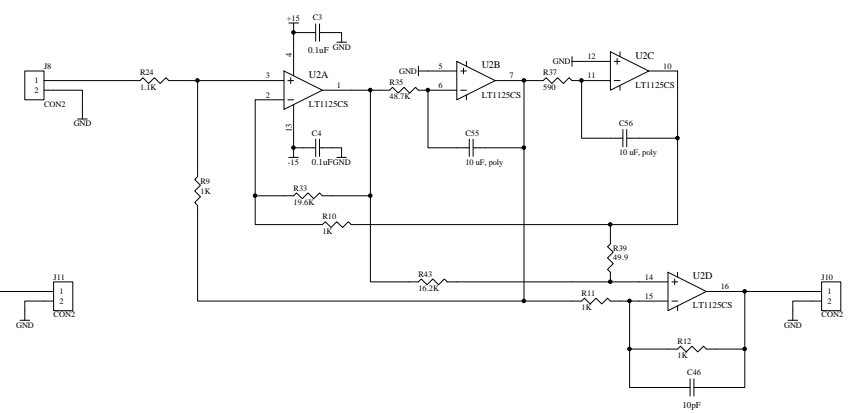 +15
C3
0.1uF
GND
4
J8
1
2
CON2
GND
R24
1.1K
3
2
U2A
1
LT1125CS
13
C4
-15
0.1uF
GND
R35
48.7K
GND
5
6
U2B
7
LT1125CS
C55
10 uF, poly
R37
590
GND
12
11
U2C
10
LT1125CS
C56
10 uF, poly
R9
1K
R33
19.6K
R10
1K
R39
49.9
R43
16.2K
14
15
U2D
16
LT1125CS
R11
1K
R12
1K
C46
10pF
J11
1
2
CON2
GND
J10
1
2
CON2
GND